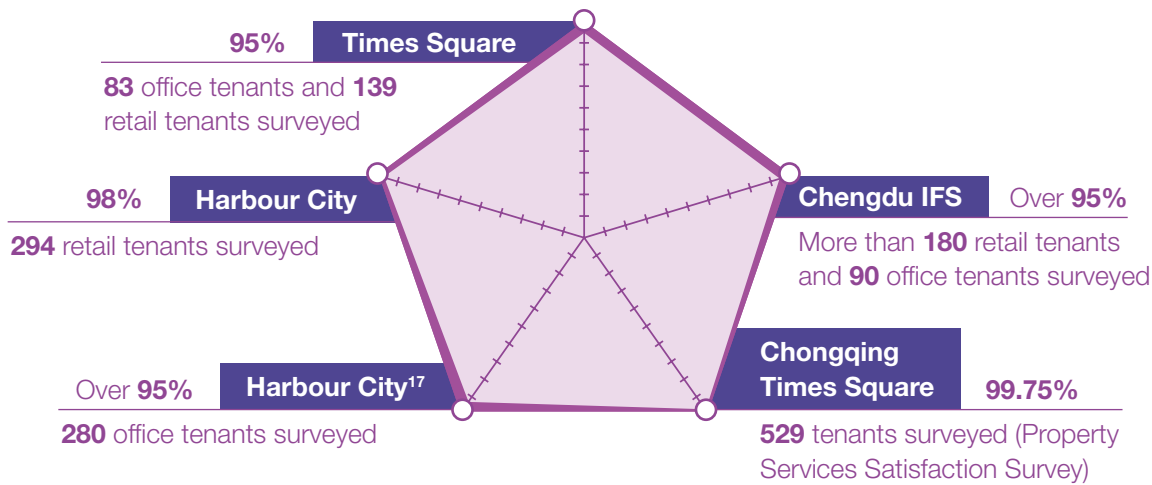 95% Times Square
83 office tenants and 139
retail tenants surveyed
98% Harbour City
294 retail tenants surveyed
Chengdu IFS Over 95%
More than 180 retail tenants
and 90 office tenants surveyed
Over 95% Harbour City17
280 office tenants surveyed
Chongqing
Times Square 99.75%
529 tenants surveyed (Property
Services Satisfaction Survey)